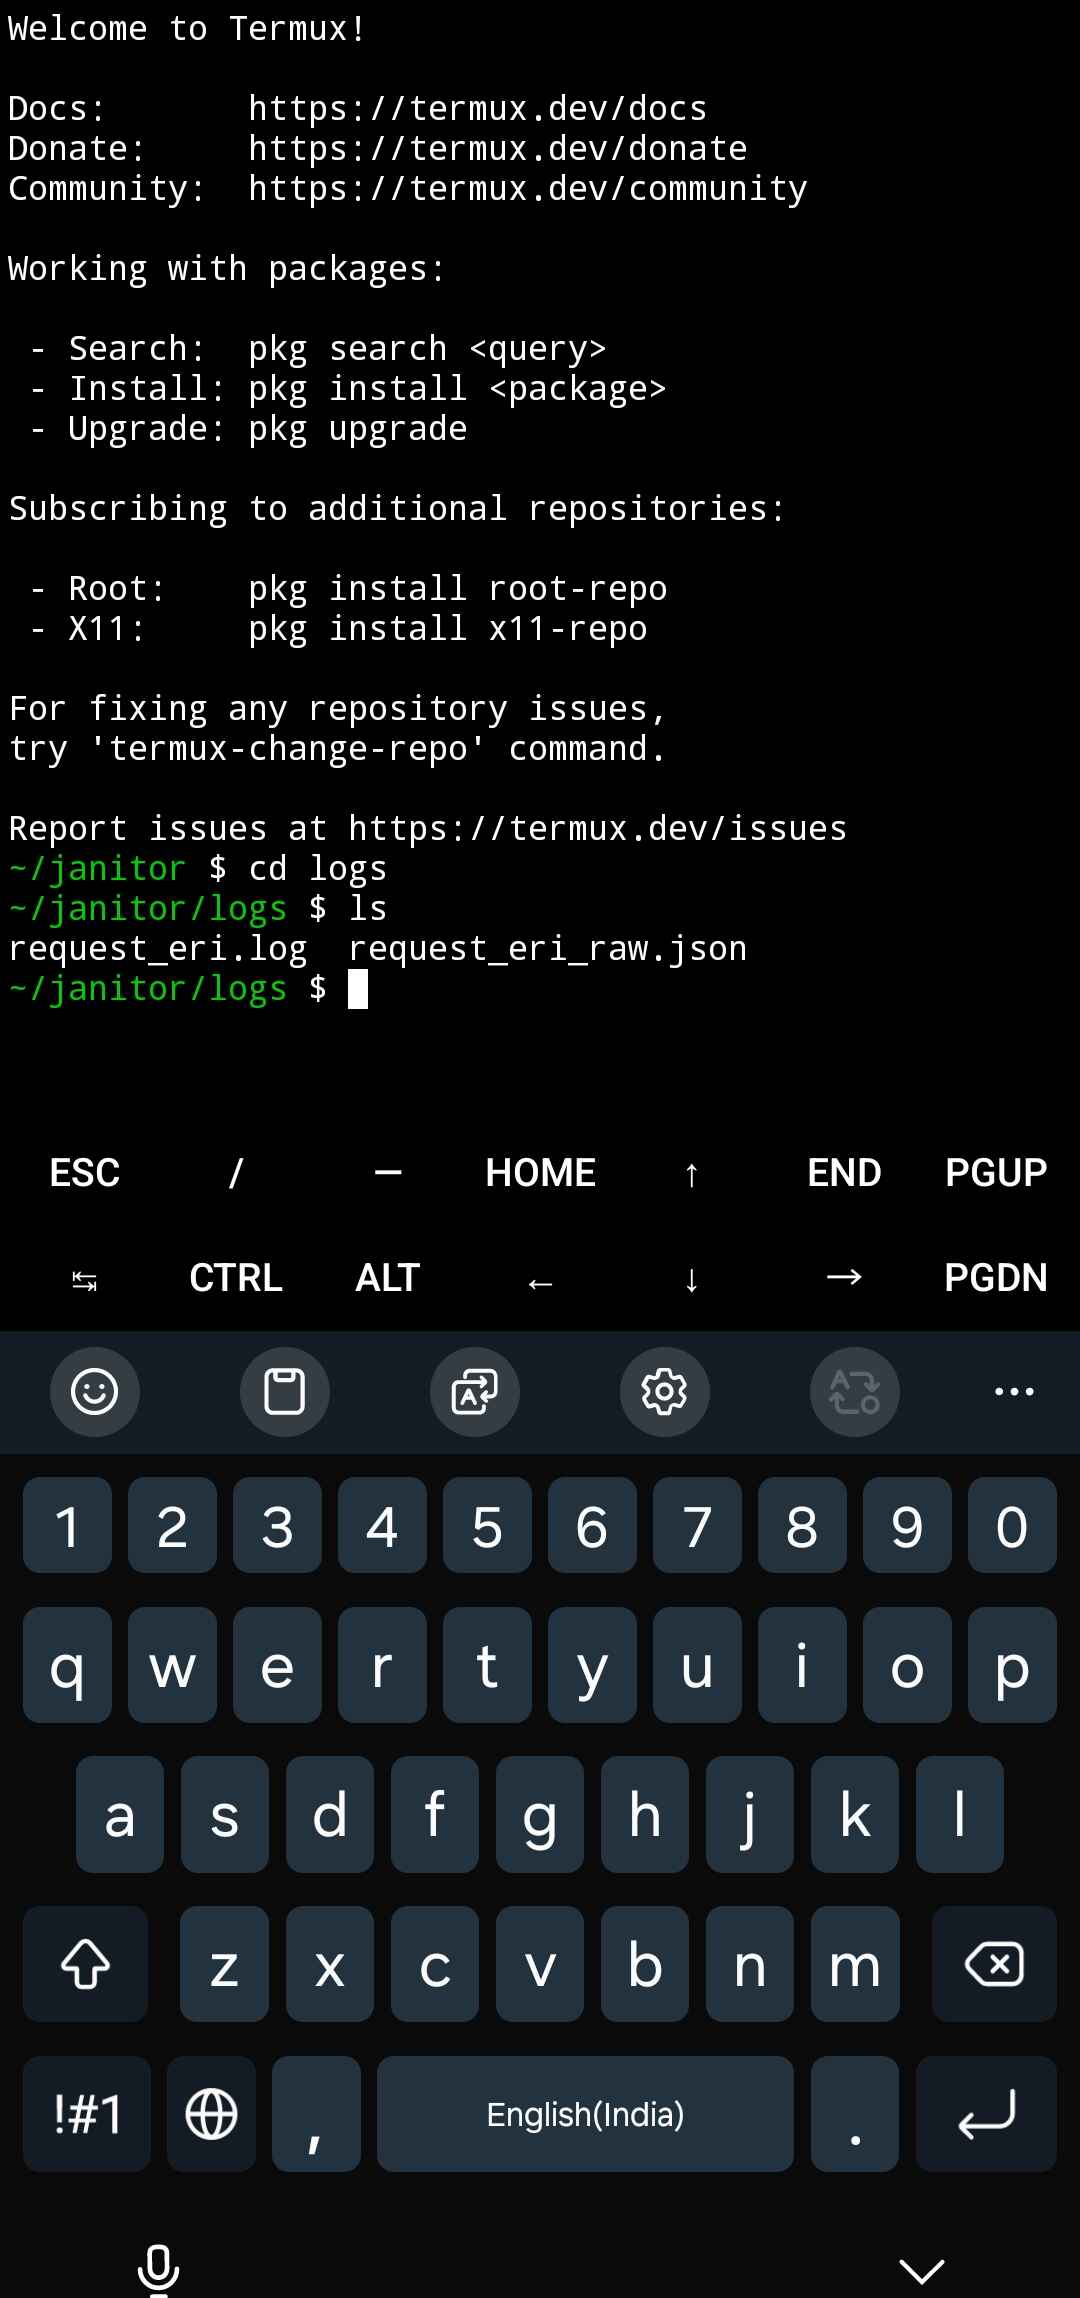 Welcome to Termux!
Docs:       https://termux.dev/docs
Donate:     https://termux.dev/donate
Community:  https://termux.dev/community
Working with packages:
 - Search:  pkg search <query>
 - Install: pkg install <package>
 - Upgrade: pkg upgrade
Subscribing to additional repositories:
 - Root:    pkg install root-repo
 - X11:     pkg install x11-repo
For fixing any repository issues,
try 'termux-change-repo' command.
Report issues at https://termux.dev/issues
~/janitor $ cd logs
~/janitor/logs $ ls
request_eri.log  request_eri_raw.json
~/janitor/logs $
ESC / — HOME ↑ END PGUP
↹ CTRL ALT ← ↓ → PGDN
1 2 3 4 5 6 7 8 9 0
q w e r t y u i o p
a s d f g h j k l
z x c v b n m
!#1 , English(India) .